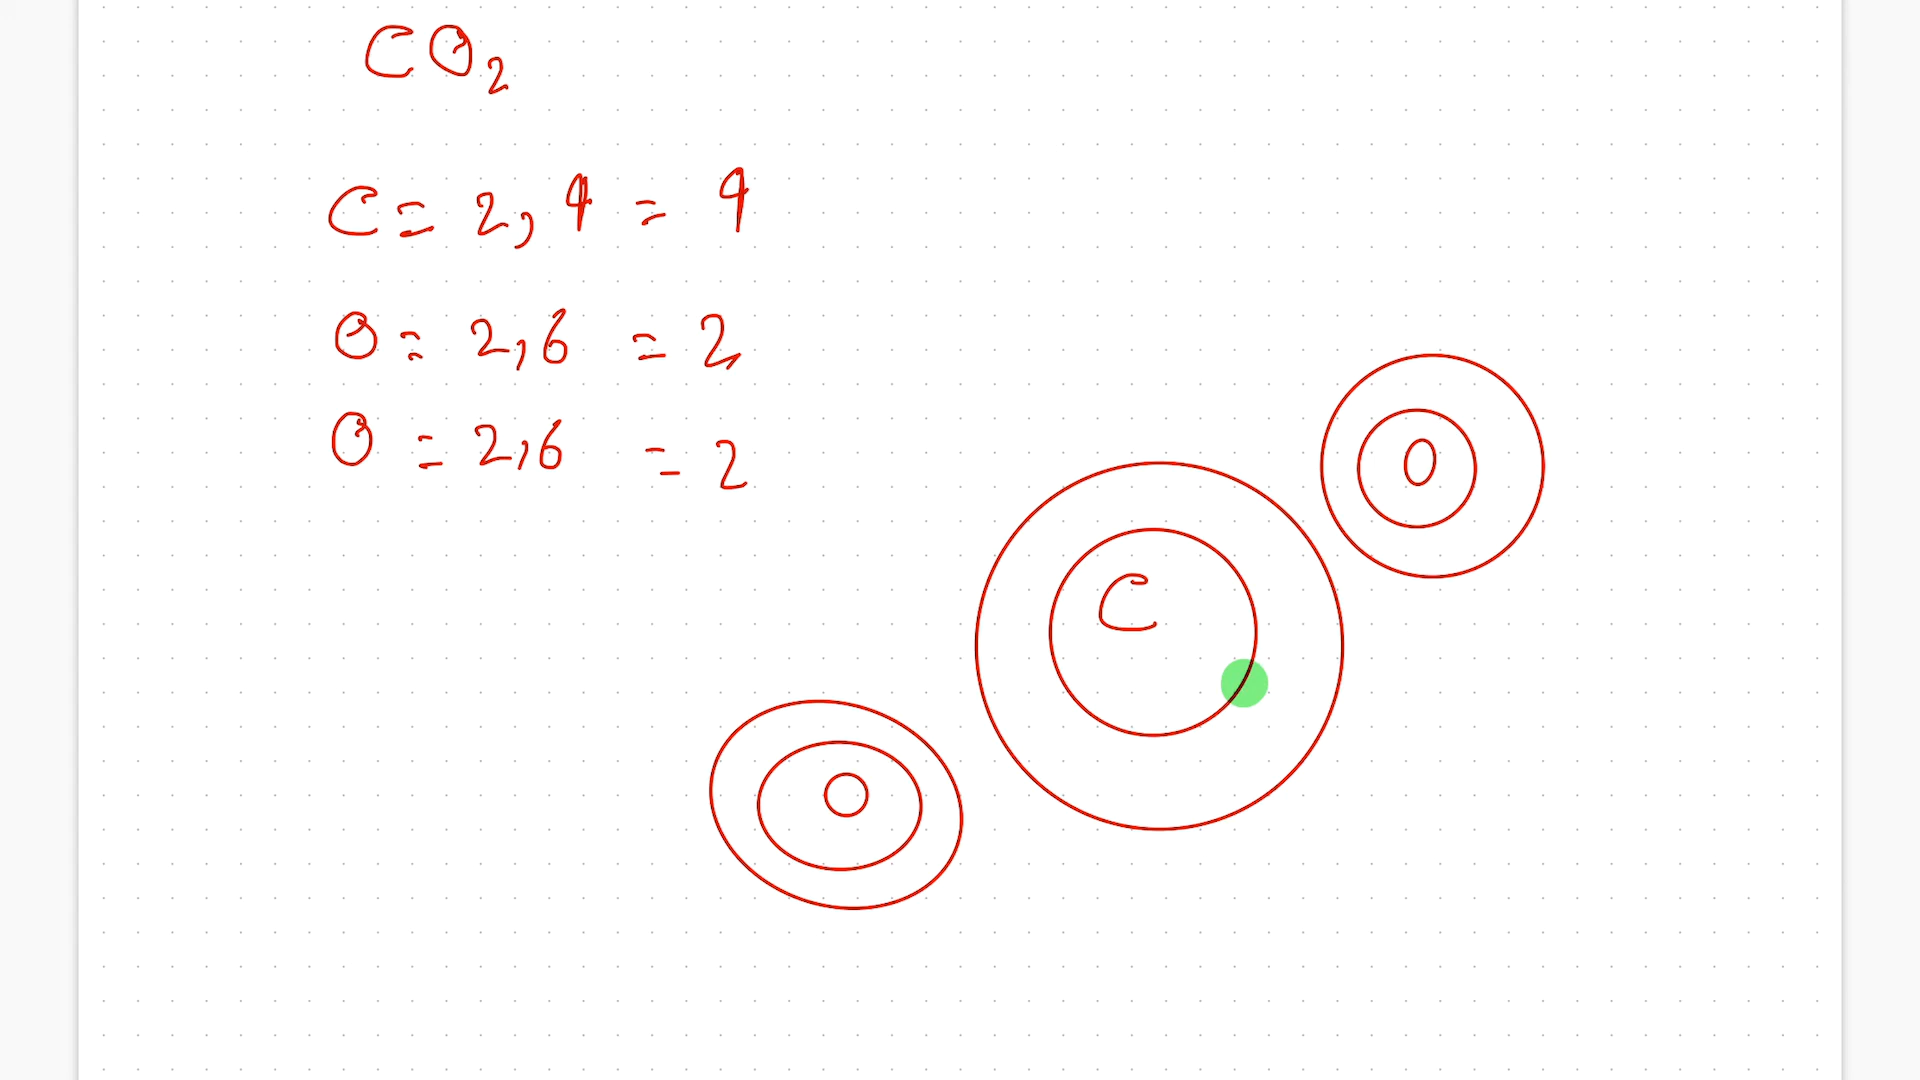 CO₂
C = 2,4 = 4
O = 2,6 = 2
O = 2,6 = 2
O
C
O